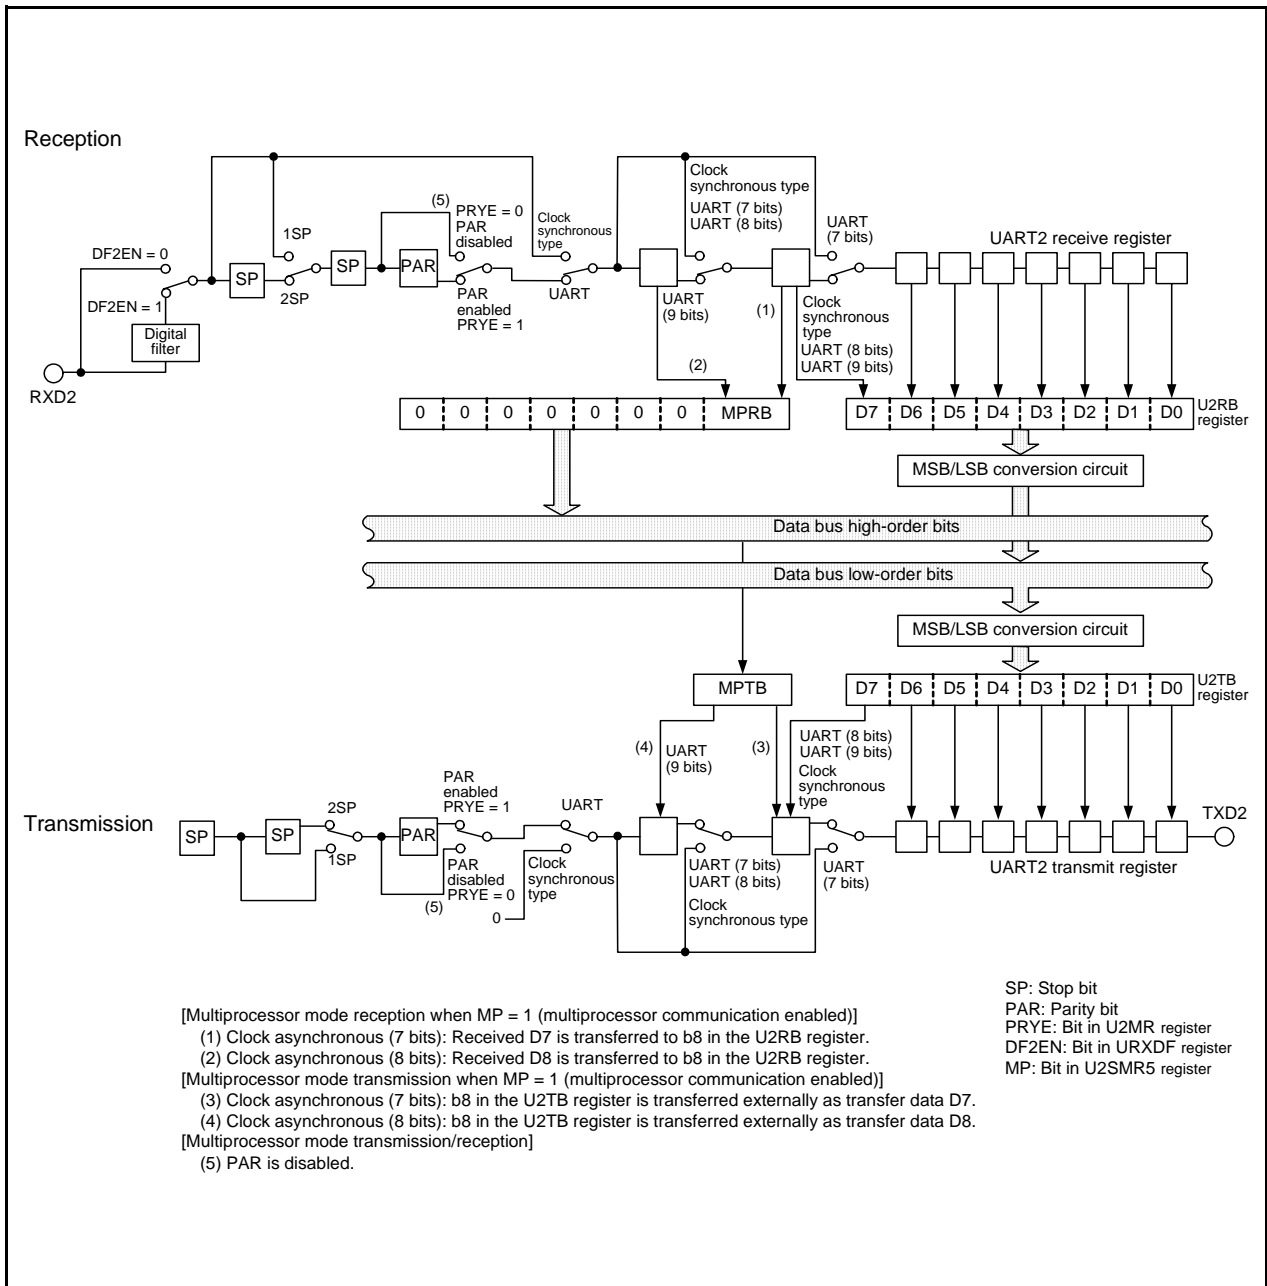 Reception
Clock
synchronous type
UART (7 bits)
UART (8 bits)
(5)
PRYE = 0
PAR
disabled
Clock
synchronous
type
UART
(7 bits)
UART2 receive register
1SP
DF2EN = 0
SP
SP
PAR
2SP
UART
DF2EN = 1
PAR
enabled
PRYE = 1
UART
(9 bits)
(1)
Clock
synchronous
type
UART (8 bits)
UART (9 bits)
Digital
filter
(2)
RXD2
0 0 0 0 0 0 0 MPRB
D7 D6 D5 D4 D3 D2 D1 D0
U2RB
register
MSB/LSB conversion circuit
Data bus high-order bits
Data bus low-order bits
MSB/LSB conversion circuit
MPTB
D7 D6 D5 D4 D3 D2 D1 D0
U2TB
register
(4)
UART
(9 bits)
(3)
UART (8 bits)
UART (9 bits)
Clock
synchronous
type
PAR
enabled
PRYE = 1
2SP
UART
TXD2
Transmission
SP
SP
PAR
1SP
PAR
disabled
PRYE = 0
(5)
Clock
synchronous
type
0
UART (7 bits)
UART (8 bits)
Clock
synchronous type
UART
(7 bits)
UART2 transmit register
SP: Stop bit
PAR: Parity bit
PRYE: Bit in U2MR register
DF2EN: Bit in URXDF register
MP: Bit in U2SMR5 register
[Multiprocessor mode reception when MP = 1 (multiprocessor communication enabled)]
(1) Clock asynchronous (7 bits): Received D7 is transferred to b8 in the U2RB register.
(2) Clock asynchronous (8 bits): Received D8 is transferred to b8 in the U2RB register.
[Multiprocessor mode transmission when MP = 1 (multiprocessor communication enabled)]
(3) Clock asynchronous (7 bits): b8 in the U2TB register is transferred externally as transfer data D7.
(4) Clock asynchronous (8 bits): b8 in the U2TB register is transferred externally as transfer data D8.
[Multiprocessor mode transmission/reception]
(5) PAR is disabled.